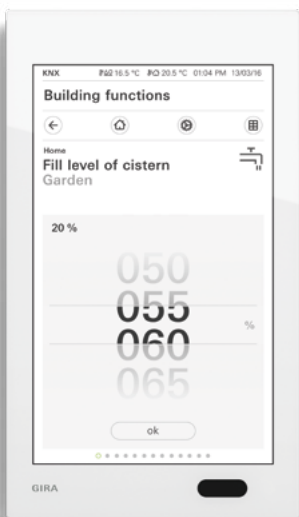 KNX 16.5 °C 20.5 °C 01:04 PM 13/03/16
Building functions
Home
Fill level of cistern
Garden
20 %
050
055
%
060
065
ok
GIRA